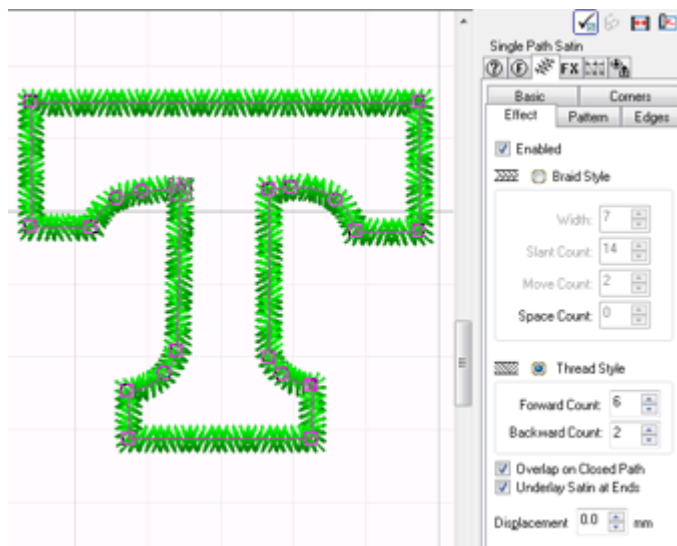 Single Path Satin
FX
Basic Corners
Effect Pattern Edges
Enabled
Braid Style
Width: 7
Slant Count: 14
Move Count: 2
Space Count: 0
Thread Style
Forward Count: 6
Backward Count: 2
Overlap on Closed Path
Underlay Satin at Ends
Displacement 0.0 mm